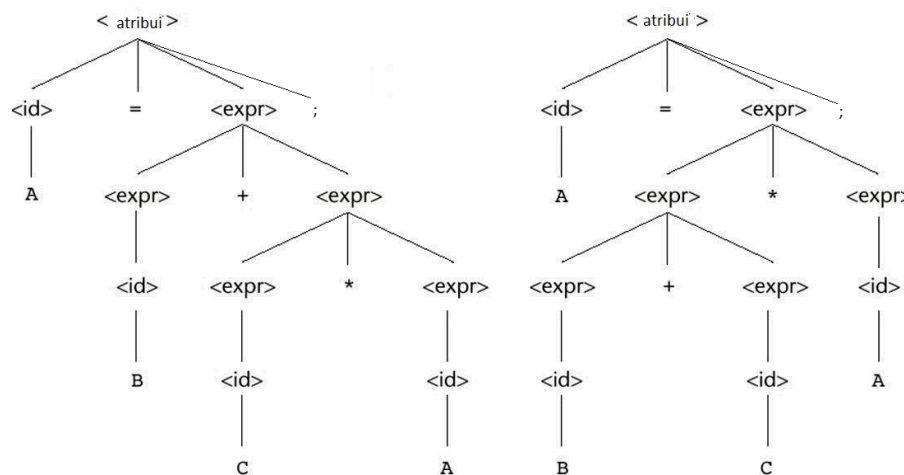 < atribui > < atribui >
<id> = <expr> ; <id> = <expr> ;
A <expr> + <expr> A <expr> * <expr>
<id> <expr> * <expr> <expr> + <expr> <id>
B <id> <id> <id> <id> A
C A B C